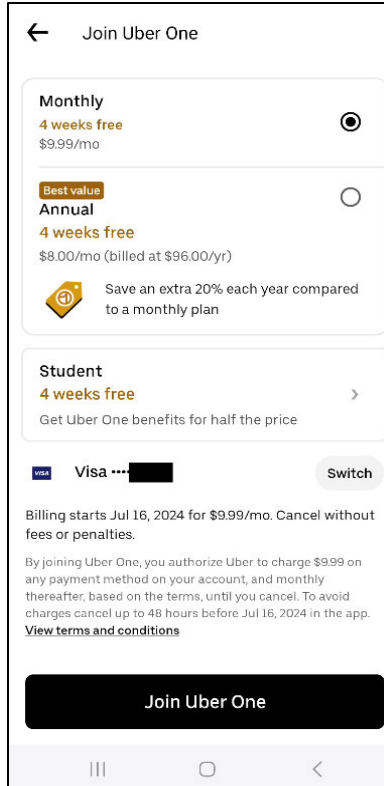 Join Uber One
Monthly
4 weeks free
$9.99/mo
Best value
Annual
4 weeks free
$8.00/mo (billed at $96.00/yr)
Save an extra 20% each year compared
to a monthly plan
Student
4 weeks free
Get Uber One benefits for half the price
VISA Visa ···· Switch
Billing starts Jul 16, 2024 for $9.99/mo. Cancel without
fees or penalties.
By joining Uber One, you authorize Uber to charge $9.99 on
any payment method on your account, and monthly
thereafter, based on the terms, until you cancel. To avoid
charges cancel up to 48 hours before Jul 16, 2024 in the app.
View terms and conditions
Join Uber One